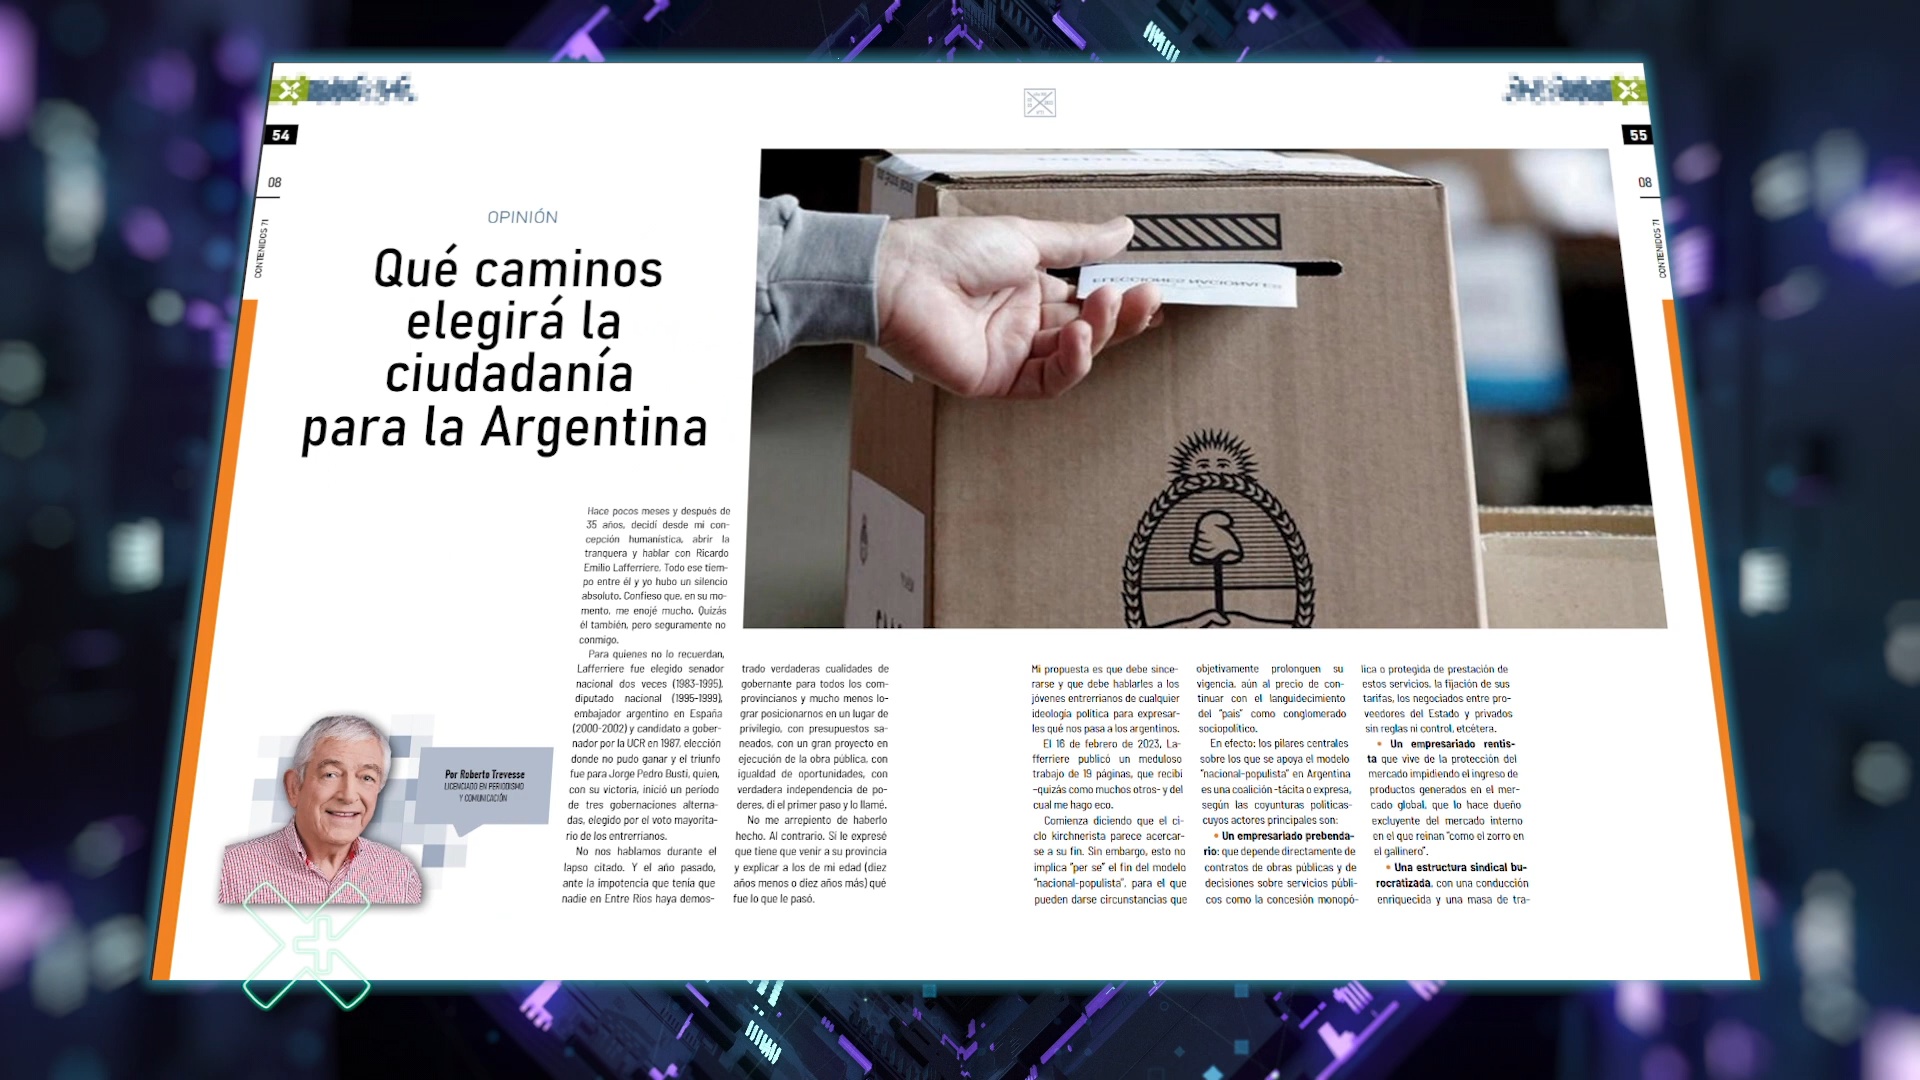 54
08
CONTENIDOS 71
OPINIÓN
Qué caminos
elegirá la
ciudadanía
para la Argentina
Hace pocos meses y después de
35 años, decidí desde mi con-
cepción humanística, abrir la
tranquera y hablar con Ricardo
Emilio Lafferriere. Todo ese tiem-
po entre él y yo hubo un silencio
absoluto. Confieso que, en su mo-
mento, me enojé mucho. Quizás
él también, pero seguramente no
conmigo.
Para quienes no lo recuerdan,
Lafferriere fue elegido senador
nacional dos veces (1983-1995),
diputado nacional (1995-1999),
embajador argentino en España
(2000-2002) y candidato a gober-
nador por la UCR en 1987, elección
donde no pudo ganar y el triunfo
fue para Jorge Pedro Busti, quien,
con su victoria, inició un período
de tres gobernaciones alterna-
das, elegido por el voto mayorita-
rio de los entrerrianos.
No nos hablamos durante el
lapso citado. Y el año pasado,
ante la impotencia que tenía que
nadie en Entre Ríos haya demos-
Por Roberto Trevesse
LICENCIADO EN PERIODISMO
Y COMUNICACIÓN
trado verdaderas cualidades de
gobernante para todos los com-
provincianos y mucho menos lo-
grar posicionarnos en un lugar de
privilegio, con presupuestos sa-
neados, con un gran proyecto en
ejecución de la obra pública, con
igualdad de oportunidades, con
verdadera independencia de po-
deres, di el primer paso y lo llamé.
No me arrepiento de haberlo
hecho. Al contrario. Sí le expresé
que tiene que venir a su provincia
y explicar a los de mi edad (diez
años menos o diez años más) qué
fue lo que le pasó.
55
08
CONTENIDOS 71
ELECCIONES NACIONALES
Mi propuesta es que debe since-
rarse y que debe hablarles a los
jóvenes entrerrianos de cualquier
ideología política para expresar-
les qué nos pasa a los argentinos.
El 16 de febrero de 2023, La-
fferriere publicó un meduloso
trabajo de 19 páginas, que recibí
-quizás como muchos otros- y del
cual me hago eco.
Comienza diciendo que el ci-
clo kirchnerista parece acercar-
se a su fin. Sin embargo, esto no
implica "per se" el fin del modelo
"nacional-populista", para el que
pueden darse circunstancias que
objetivamente prolonguen su
vigencia, aún al precio de con-
tinuar con el languidecimiento
del "país" como conglomerado
sociopolítico.
En efecto: los pilares centrales
sobre los que se apoya el modelo
"nacional-populista" en Argentina
es una coalición -tácita o expresa,
según las coyunturas políticas-
cuyos actores principales son:
• Un empresariado prebenda-
rio: que depende directamente de
contratos de obras públicas y de
decisiones sobre servicios públi-
cos como la concesión monopó-
lica o protegida de prestación de
estos servicios, la fijación de sus
tarifas, los negociados entre pro-
veedores del Estado y privados
sin reglas ni control, etcétera.
• Un empresariado rentis-
ta que vive de la protección del
mercado impidiendo el ingreso de
productos generados en el mer-
cado global, que lo hace dueño
excluyente del mercado interno
en el que reinan "como el zorro en
el gallinero".
• Una estructura sindical bu-
rocratizada, con una conducción
enriquecida y una masa de tra-